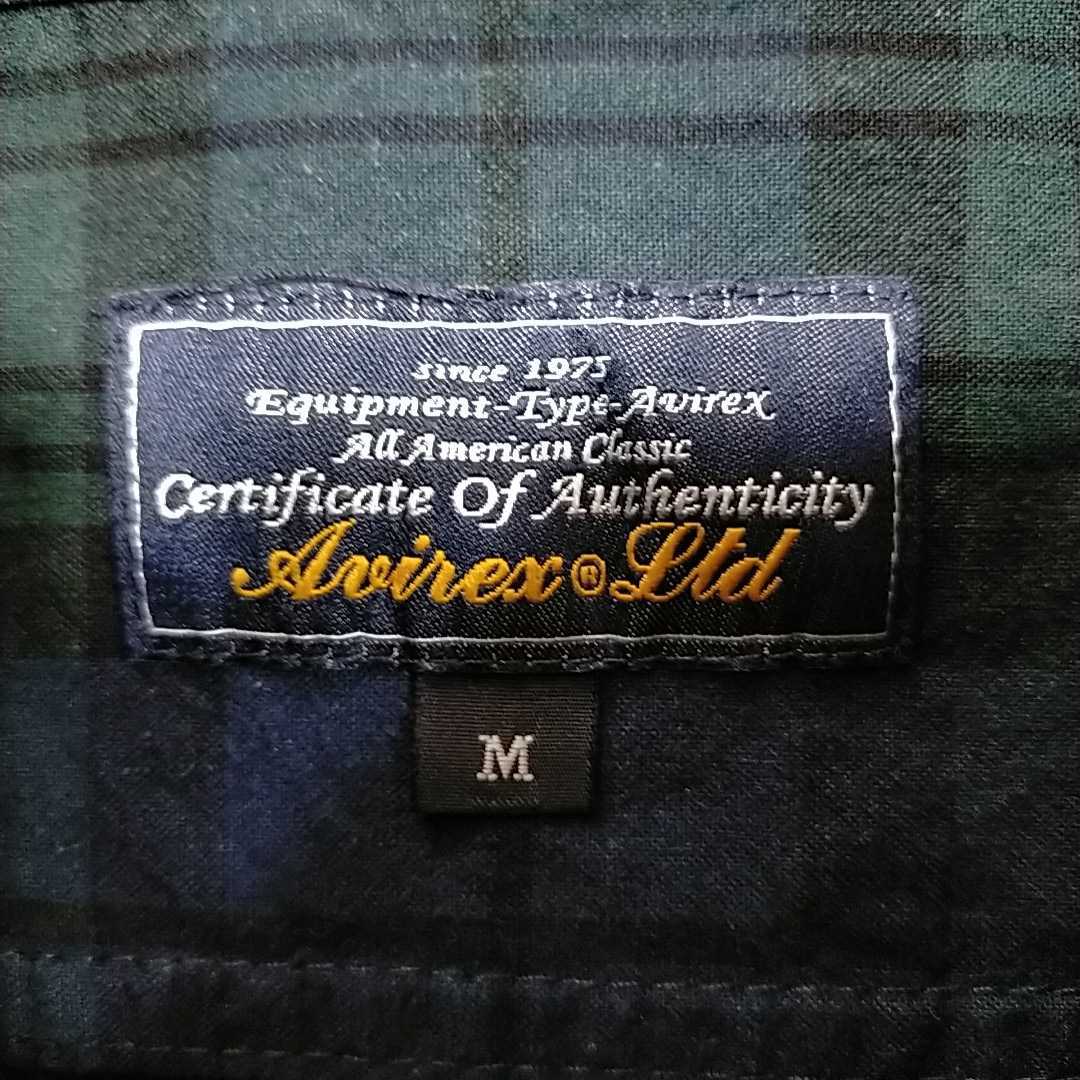 since 1975
Equipment-Type-Avirex
All American Classic
Certificate Of Authenticity
Avirex®Ltd
M